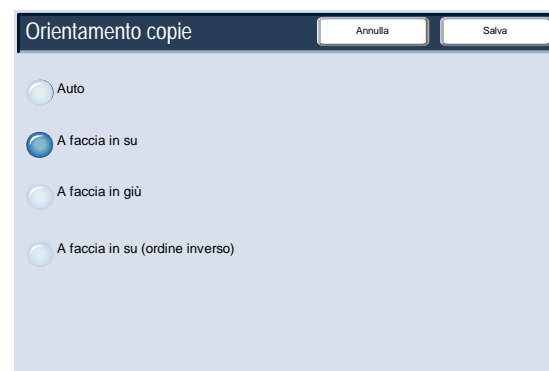 Orientamento copie Annulla Salva
Auto
A faccia in su
A faccia in giù
A faccia in su (ordine inverso)